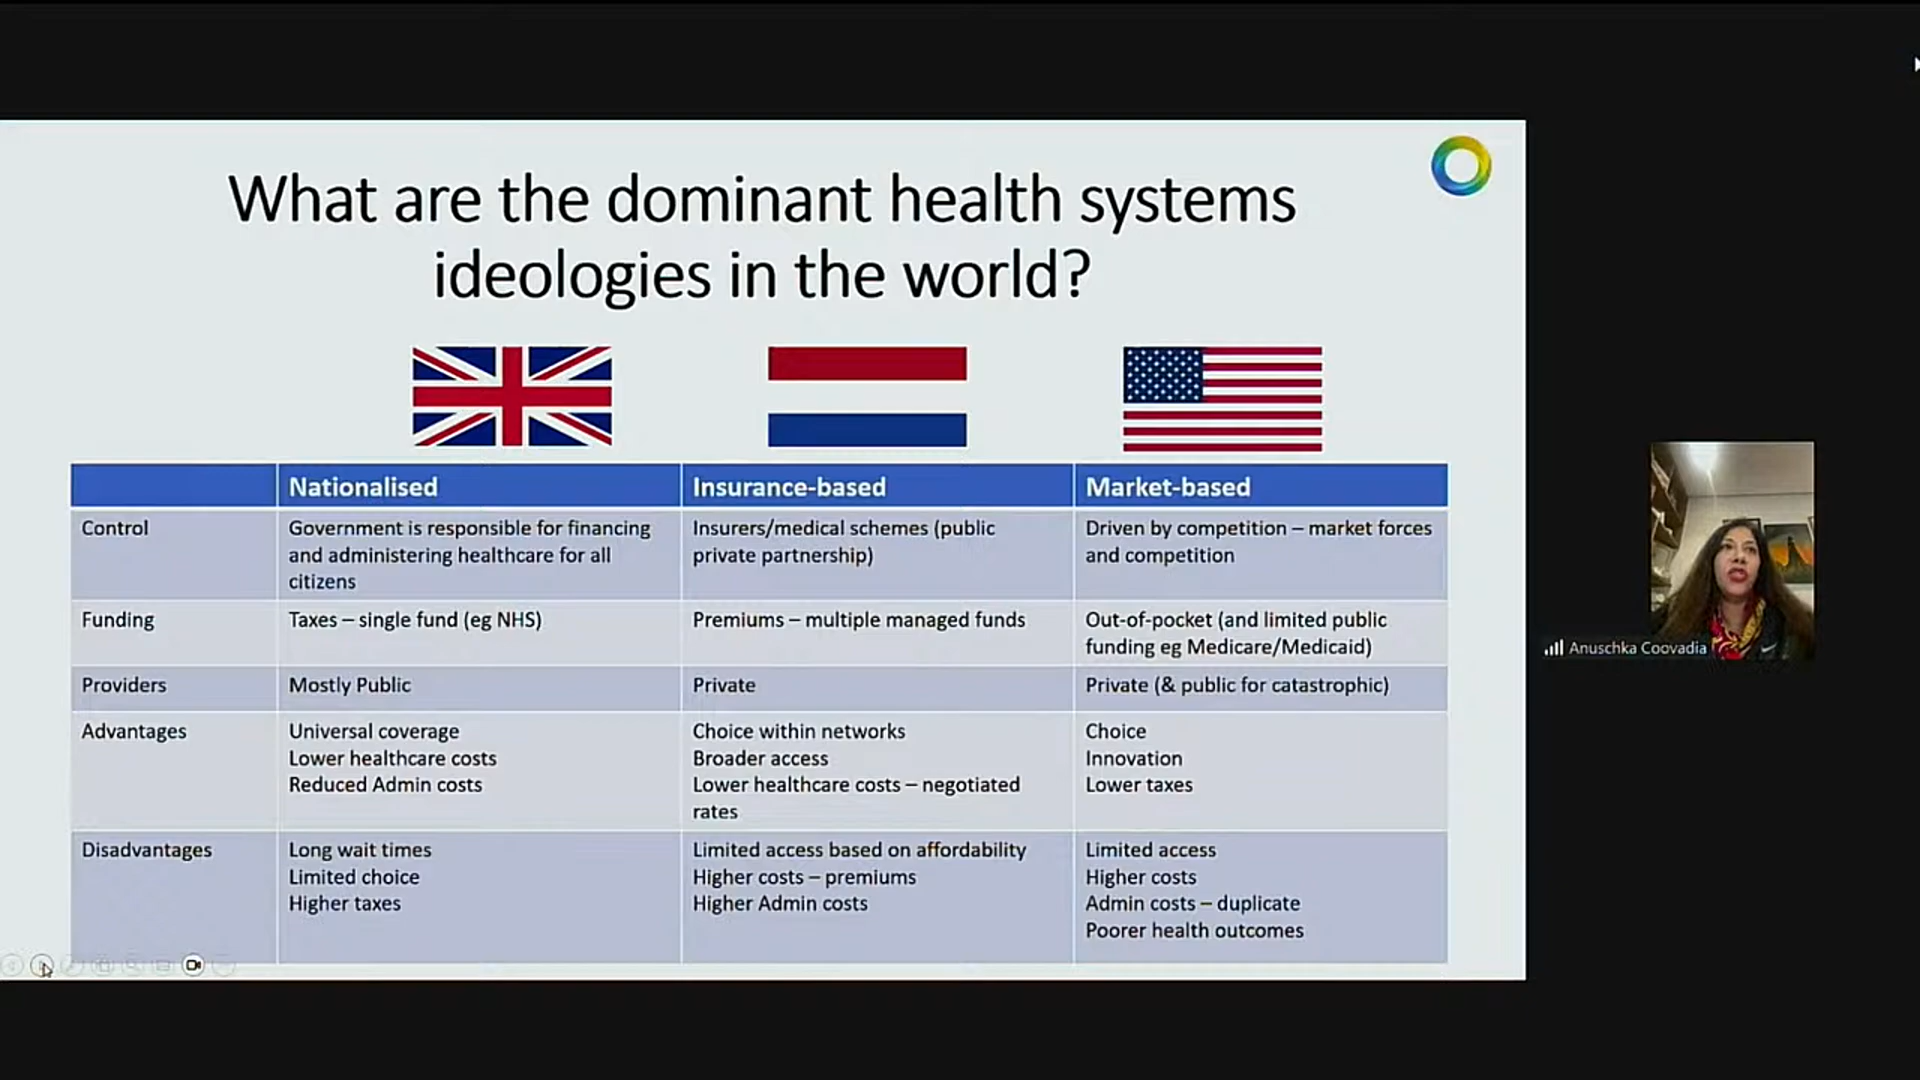 What are the dominant health systems
ideologies in the world?
Nationalised
Insurance-based
Market-based
Control
Government is responsible for financing
and administering healthcare for all
citizens
Insurers/medical schemes (public
private partnership)
Driven by competition – market forces
and competition
Funding
Taxes – single fund (eg NHS)
Premiums – multiple managed funds
Out-of-pocket (and limited public
funding eg Medicare/Medicaid)
Providers
Mostly Public
Private
Private (& public for catastrophic)
Advantages
Universal coverage
Lower healthcare costs
Reduced Admin costs
Choice within networks
Broader access
Lower healthcare costs – negotiated
rates
Choice
Innovation
Lower taxes
Disadvantages
Long wait times
Limited choice
Higher taxes
Limited access based on affordability
Higher costs – premiums
Higher Admin costs
Limited access
Higher costs
Admin costs – duplicate
Poorer health outcomes
Anuschka Coovadia